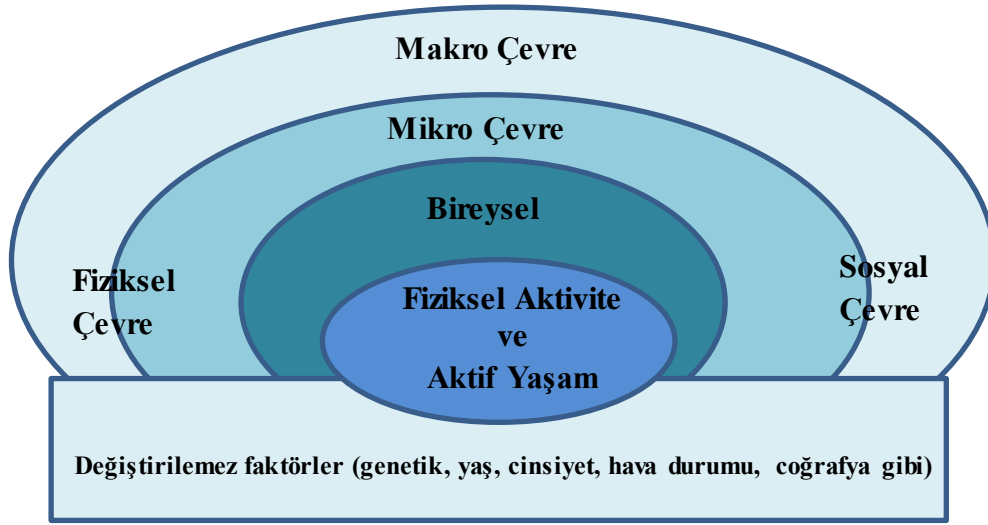 Makro Çevre
Mikro Çevre
Bireysel
Fiziksel
Çevre
Sosyal
Çevre
Fiziksel Aktivite
ve
Aktif Yaşam
Değiştirilemez faktörler (genetik, yaş, cinsiyet, hava durumu, coğrafya gibi)